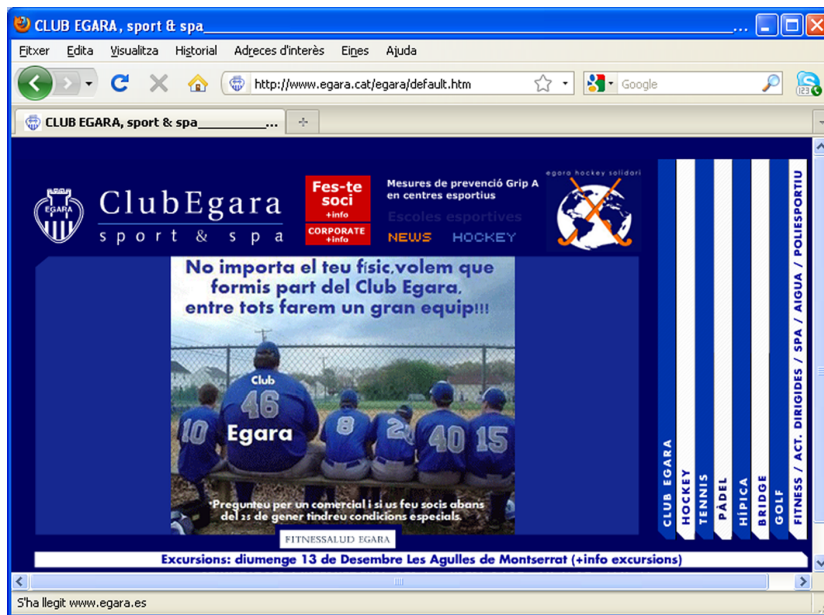 CLUB EGARA, sport & spa_
Fitxer Edita Visualitza Historial Adreces d'interès Eines Ajuda
http://www.egara.cat/egara/default.htm
Google
CLUB EGARA, sport & spa_ ...
EGARA
ClubEgara
sport & spa
Fes-te
soci
+info
CORPORATE
+info
Mesures de prevenció Grip A
en centres esportius
Escoles esportives
NEWS HOCKEY
egara hockey solidari
No importa el teu físic,volem que
formis part del Club Egara,
entre tots farem un gran equip!!!
Club
46
Egara
10
8
2
40
15
*Pregunteu per un comercial i si us feu socis abans
del 25 de gener tindreu condicions especials.
FITNESSALUD EGARA
CLUB EGARA
HOCKEY
TENNIS
PÀDEL
HÍPICA
BRIDGE
GOLF
FITNESS / ACT. DIRIGIDES / SPA / AIGUA / POLIESPORTIU
Excursions: diumenge 13 de Desembre Les Agulles de Montserrat (+info excursions)
S'ha llegit www.egara.es